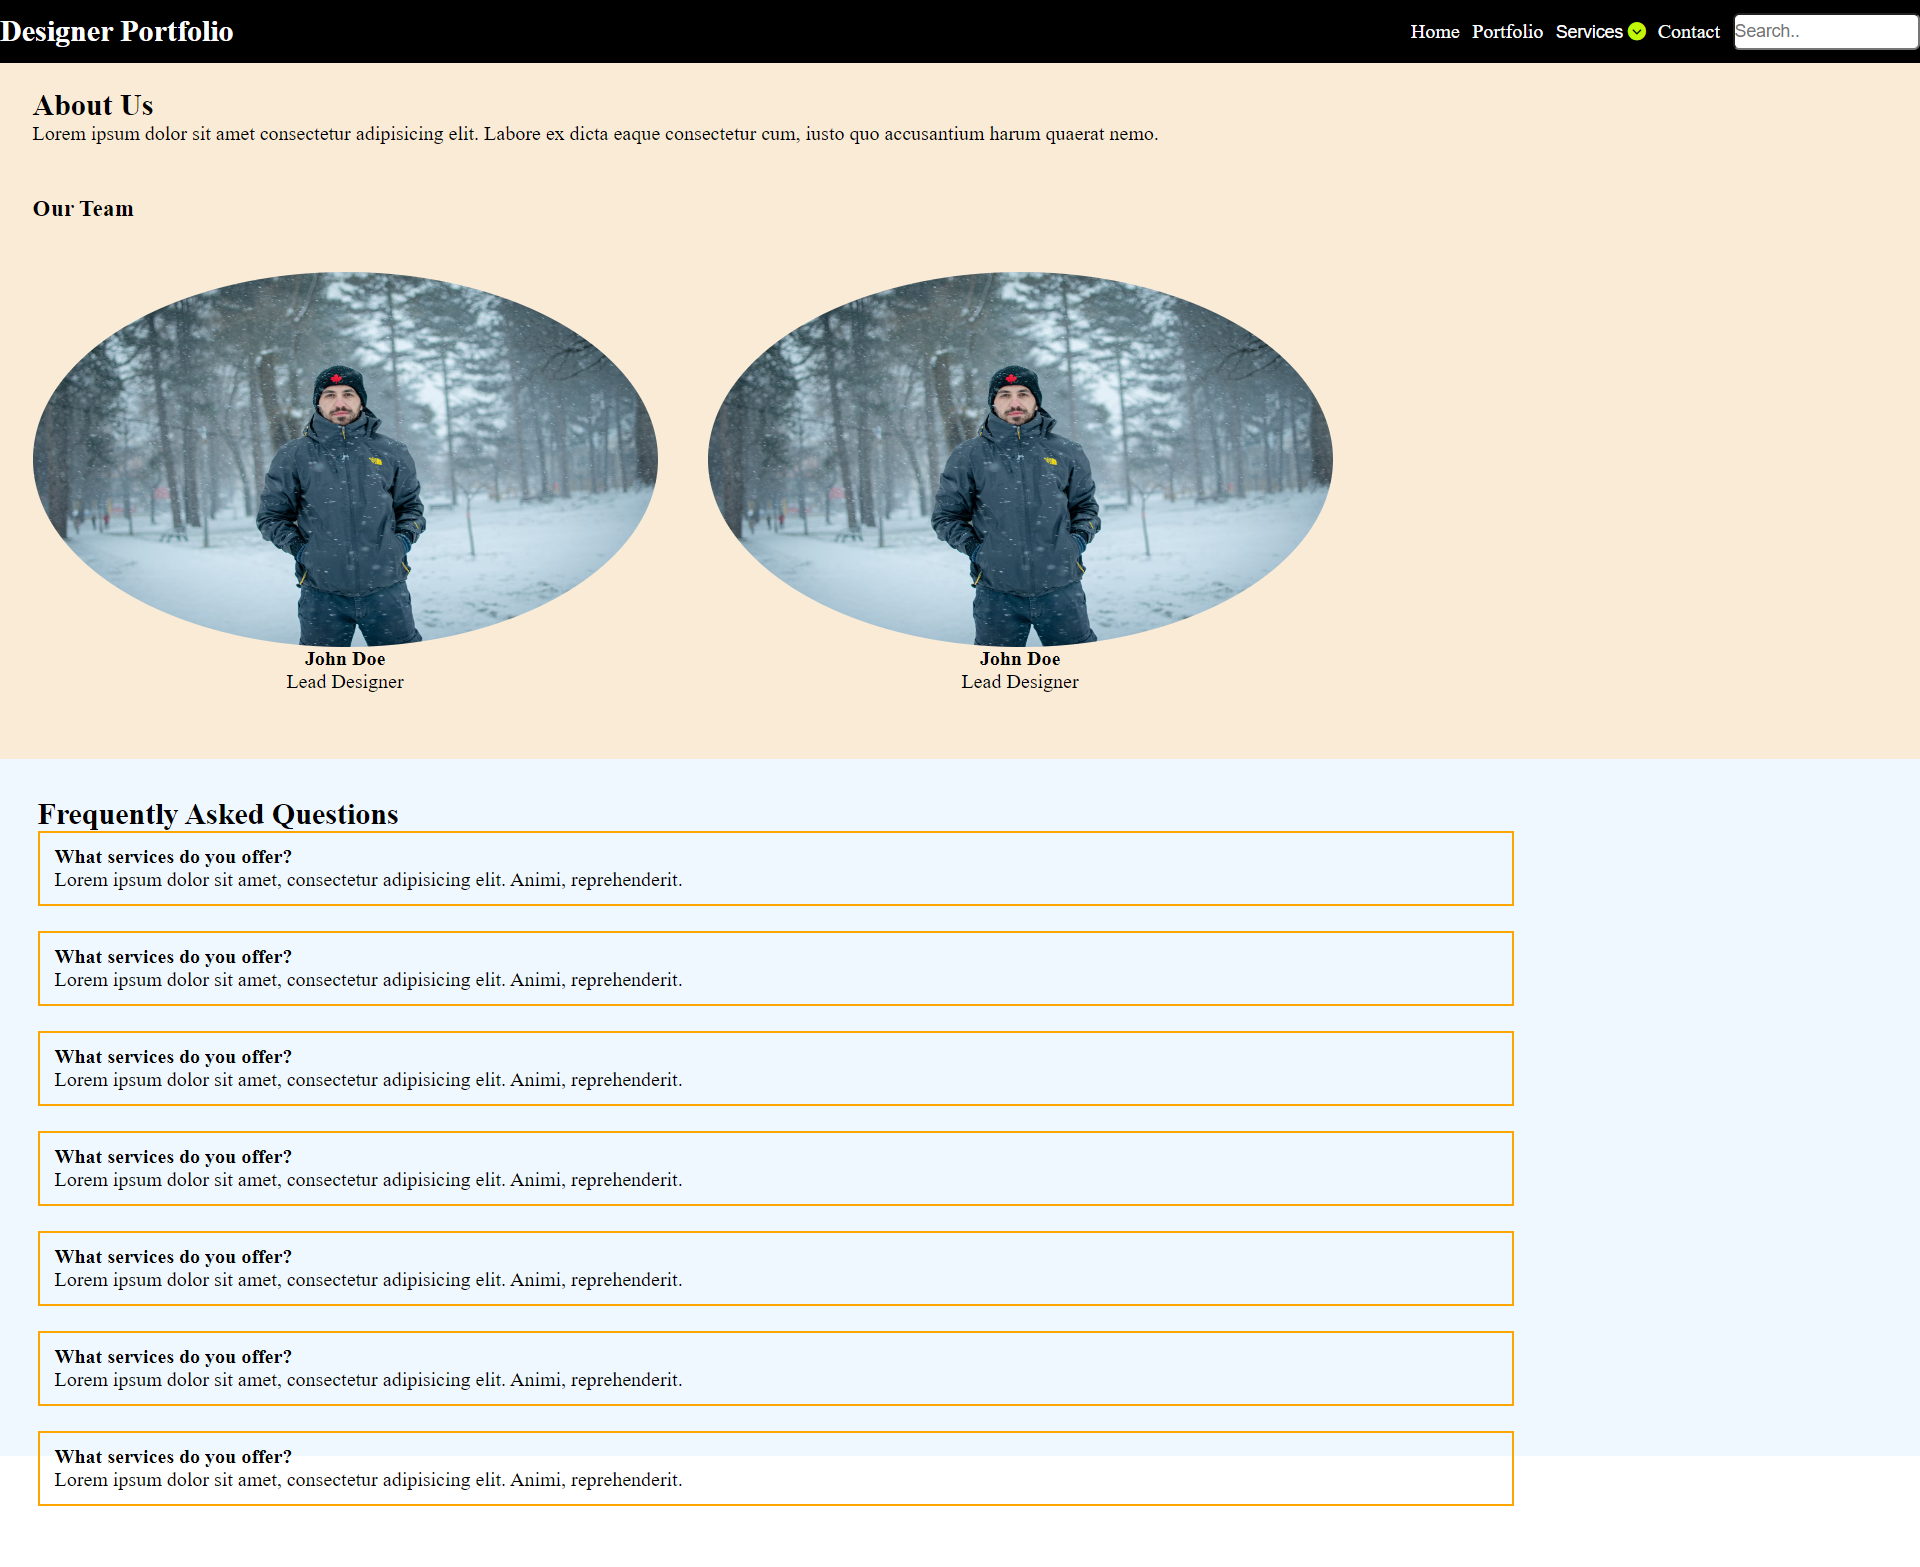 Designer Portfolio
Home Portfolio Services Contact Search..
About Us
Lorem ipsum dolor sit amet consectetur adipisicing elit. Labore ex dicta eaque consectetur cum, iusto quo accusantium harum quaerat nemo.
Our Team
John Doe
Lead Designer
John Doe
Lead Designer
Frequently Asked Questions
What services do you offer?
Lorem ipsum dolor sit amet, consectetur adipisicing elit. Animi, reprehenderit.
What services do you offer?
Lorem ipsum dolor sit amet, consectetur adipisicing elit. Animi, reprehenderit.
What services do you offer?
Lorem ipsum dolor sit amet, consectetur adipisicing elit. Animi, reprehenderit.
What services do you offer?
Lorem ipsum dolor sit amet, consectetur adipisicing elit. Animi, reprehenderit.
What services do you offer?
Lorem ipsum dolor sit amet, consectetur adipisicing elit. Animi, reprehenderit.
What services do you offer?
Lorem ipsum dolor sit amet, consectetur adipisicing elit. Animi, reprehenderit.
What services do you offer?
Lorem ipsum dolor sit amet, consectetur adipisicing elit. Animi, reprehenderit.